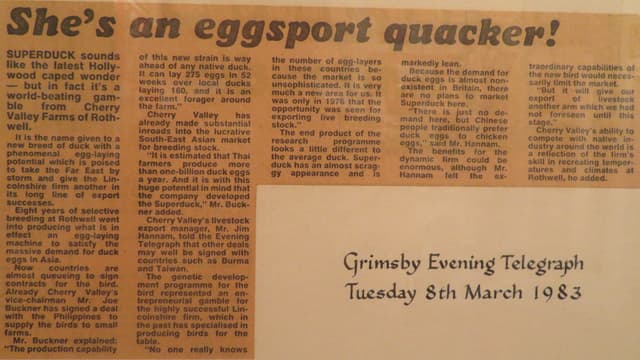 She's an eggsport quacker!
SUPERDUCK sounds
like the latest Holly-
wood caped wonder
— but in fact it's a
world-beating gam-
ble from Cherry
Valley Farms of Roth-
well.
It is the name given to a
new breed of duck with a
phenomenal egg-laying
potential which is poised
to take the Far East by
storm and give the Lin-
colnshire firm another in
its long line of export
successes.
Eight years of selective
breeding at Rothwell went
into producing what is in
effect an egg-laying
machine to satisfy the
massive demand for duck
eggs in Asia.
Now countries are
almost queueing to sign
contracts for the bird.
Already Cherry Valley's
vice-chairman Mr. Joe
Buckner has signed a deal
with the Philippines to
supply the birds to small
farms.
Mr. Buckner explained:
"The production capability
of this new strain is way
ahead of any native duck.
It can lay 275 eggs in 52
weeks over local ducks
laying 160, and it is an
excellent forager around
the farm."
Cherry Valley has
already made substantial
inroads into the lucrative
South-East Asian market
for breeding stock.
"It is estimated that Thai
farmers produce more
than one-billion duck eggs
a year. And it is with this
huge potential in mind that
the company developed
the Superduck," Mr. Buck-
ner added.
Cherry Valley's livestock
export manager, Mr. Jim
Hannam, told the Evening
Telegraph that other deals
may well be signed with
countries such as Burma
and Taiwan.
The genetic develop-
ment programme for the
bird represented an en-
trepreneurial gamble for
the highly successful Lin-
colnshire firm, which in
the past has specialised in
producing birds for the
table.
"No one really knows
the number of egg-layers
in these countries be-
cause the market is so
unsophisticated. It is very
much a new area for us. It
was only in 1976 that the
opportunity was seen for
exporting live breeding
stock."
The end product of the
research programme
looks a little different to
the average duck. Super-
duck has an almost scrag-
gy appearance and is
markedly lean.
Because the demand for
duck eggs is almost non-
existent in Britain, there
are no plans to market
Superduck here.
"There is just no de-
mand here, but Chinese
people traditionally prefer
duck eggs to chicken
eggs," said Mr. Hannam.
The benefits for the
dynamic firm could be
enormous, although Mr.
Hannam felt the ex-
traordinary capabilities of
the new bird would neces-
sarily limit the market.
"But it will give our
export of livestock
another arm which we had
not foreseen until this
stage."
Cherry Valley's ability to
compete with native in-
dustry around the world is
a reflection of the firm's
skill in recreating temper-
atures and climates at
Rothwell, he added.
Grimsby Evening Telegraph
Tuesday 8th March 1983